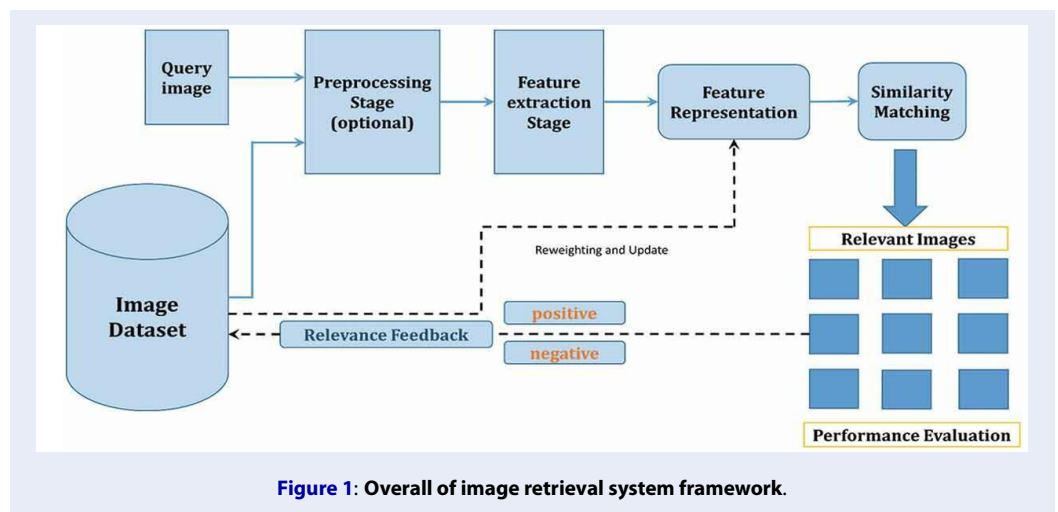 Query
image
Preprocessing
Stage
(optional)
Feature
extraction
Stage
Feature
Representation
Similarity
Matching
Reweighting and Update
Relevant Images
Image
Dataset
positive
Relevance Feedback
negative
Performance Evaluation
Figure 1: Overall of image retrieval system framework.